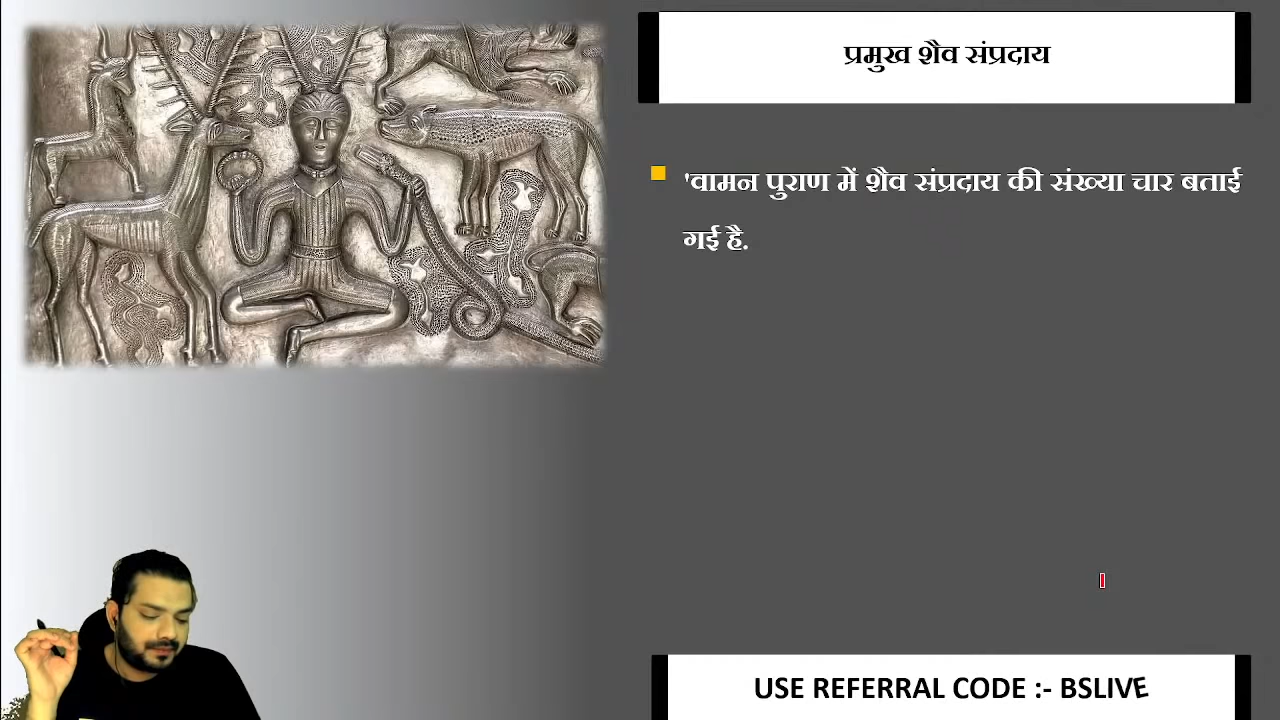 प्रमुख शैव संप्रदाय
'वामन पुराण में शैव संप्रदाय की संख्या चार बताई
गई है.
USE REFERRAL CODE :- BSLIVE